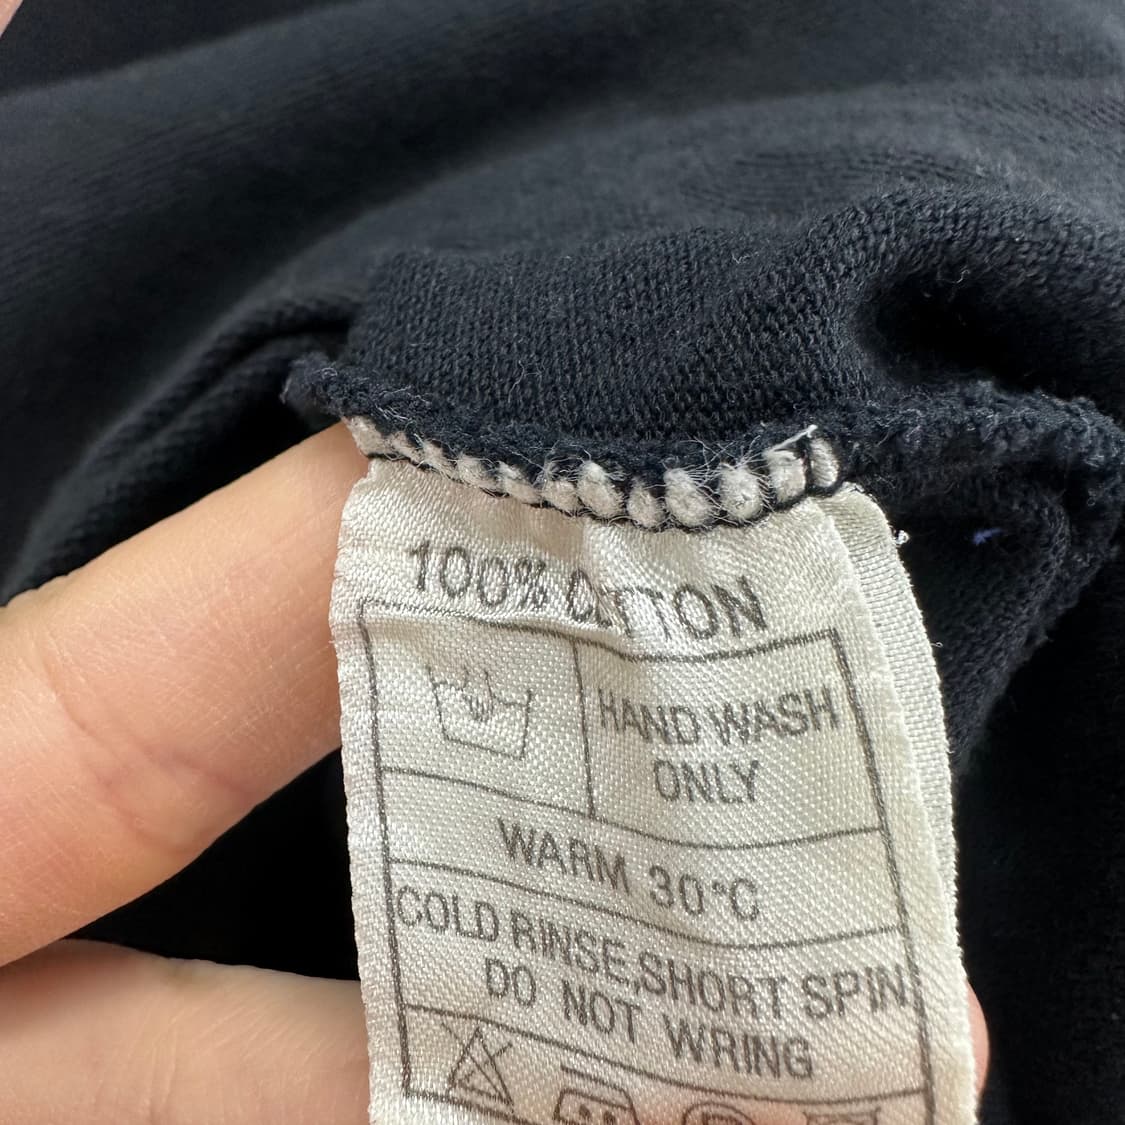 100% COTTON
HAND WASH
ONLY
WARM 30°C
COLD RINSE,SHORT SPIN
DO NOT WRING